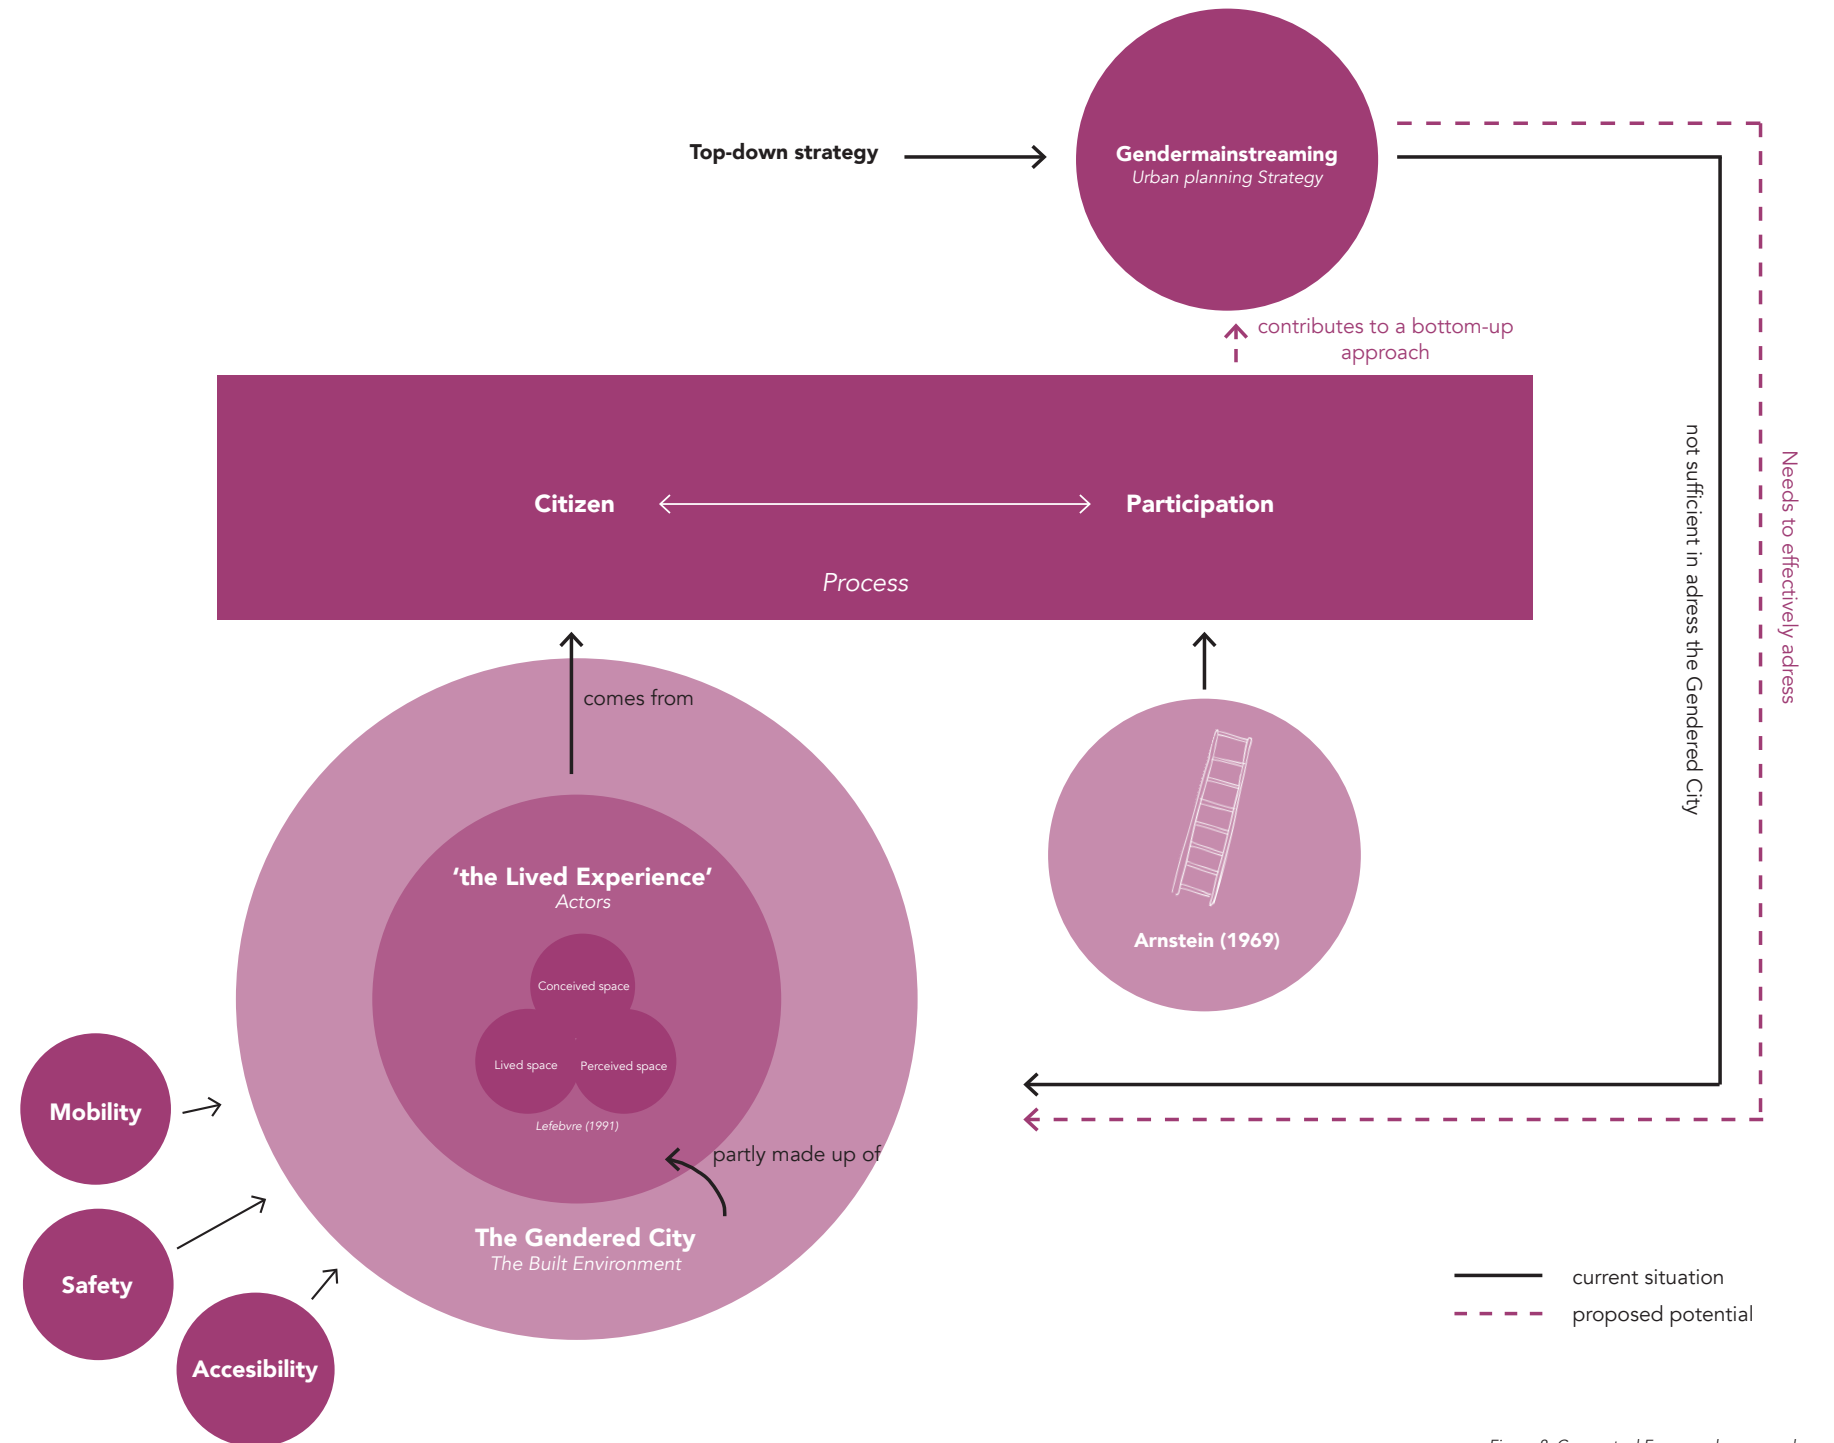 Top-down strategy
Gendermainstreaming
Urban planning Strategy
contributes to a bottom-up
approach
Citizen
Participation
Process
not sufficient in adress the Gendered City
Needs to effectively adress
comes from
'the Lived Experience'
Actors
Conceived space
Lived space
Perceived space
Lefebvre (1991)
partly made up of
The Gendered City
The Built Environment
Arnstein (1969)
Mobility
Safety
Accesibility
current situation
proposed potential